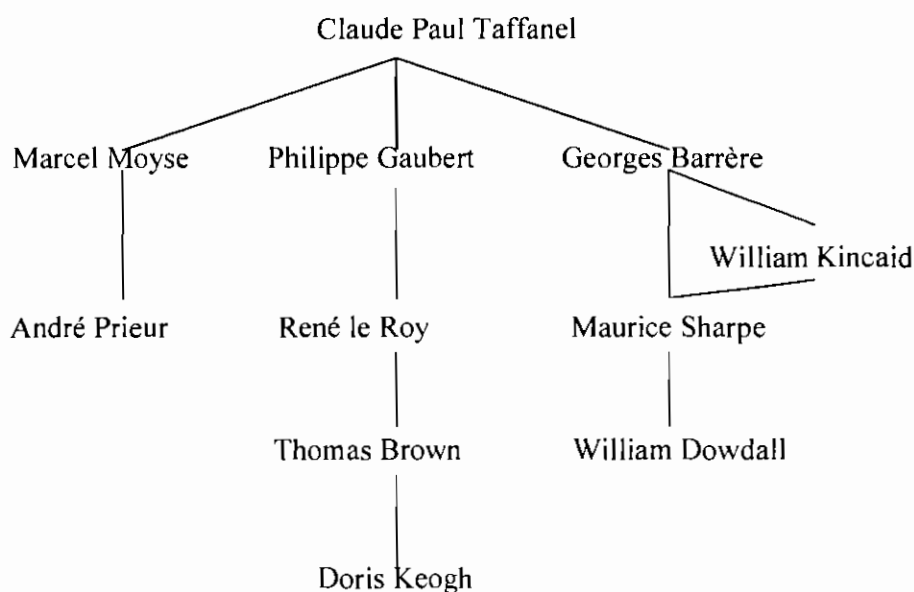 Claude Paul Taffanel
Marcel Moyse
Philippe Gaubert
Georges Barrère
William Kincaid
André Prieur
René le Roy
Maurice Sharpe
Thomas Brown
William Dowdall
Doris Keogh